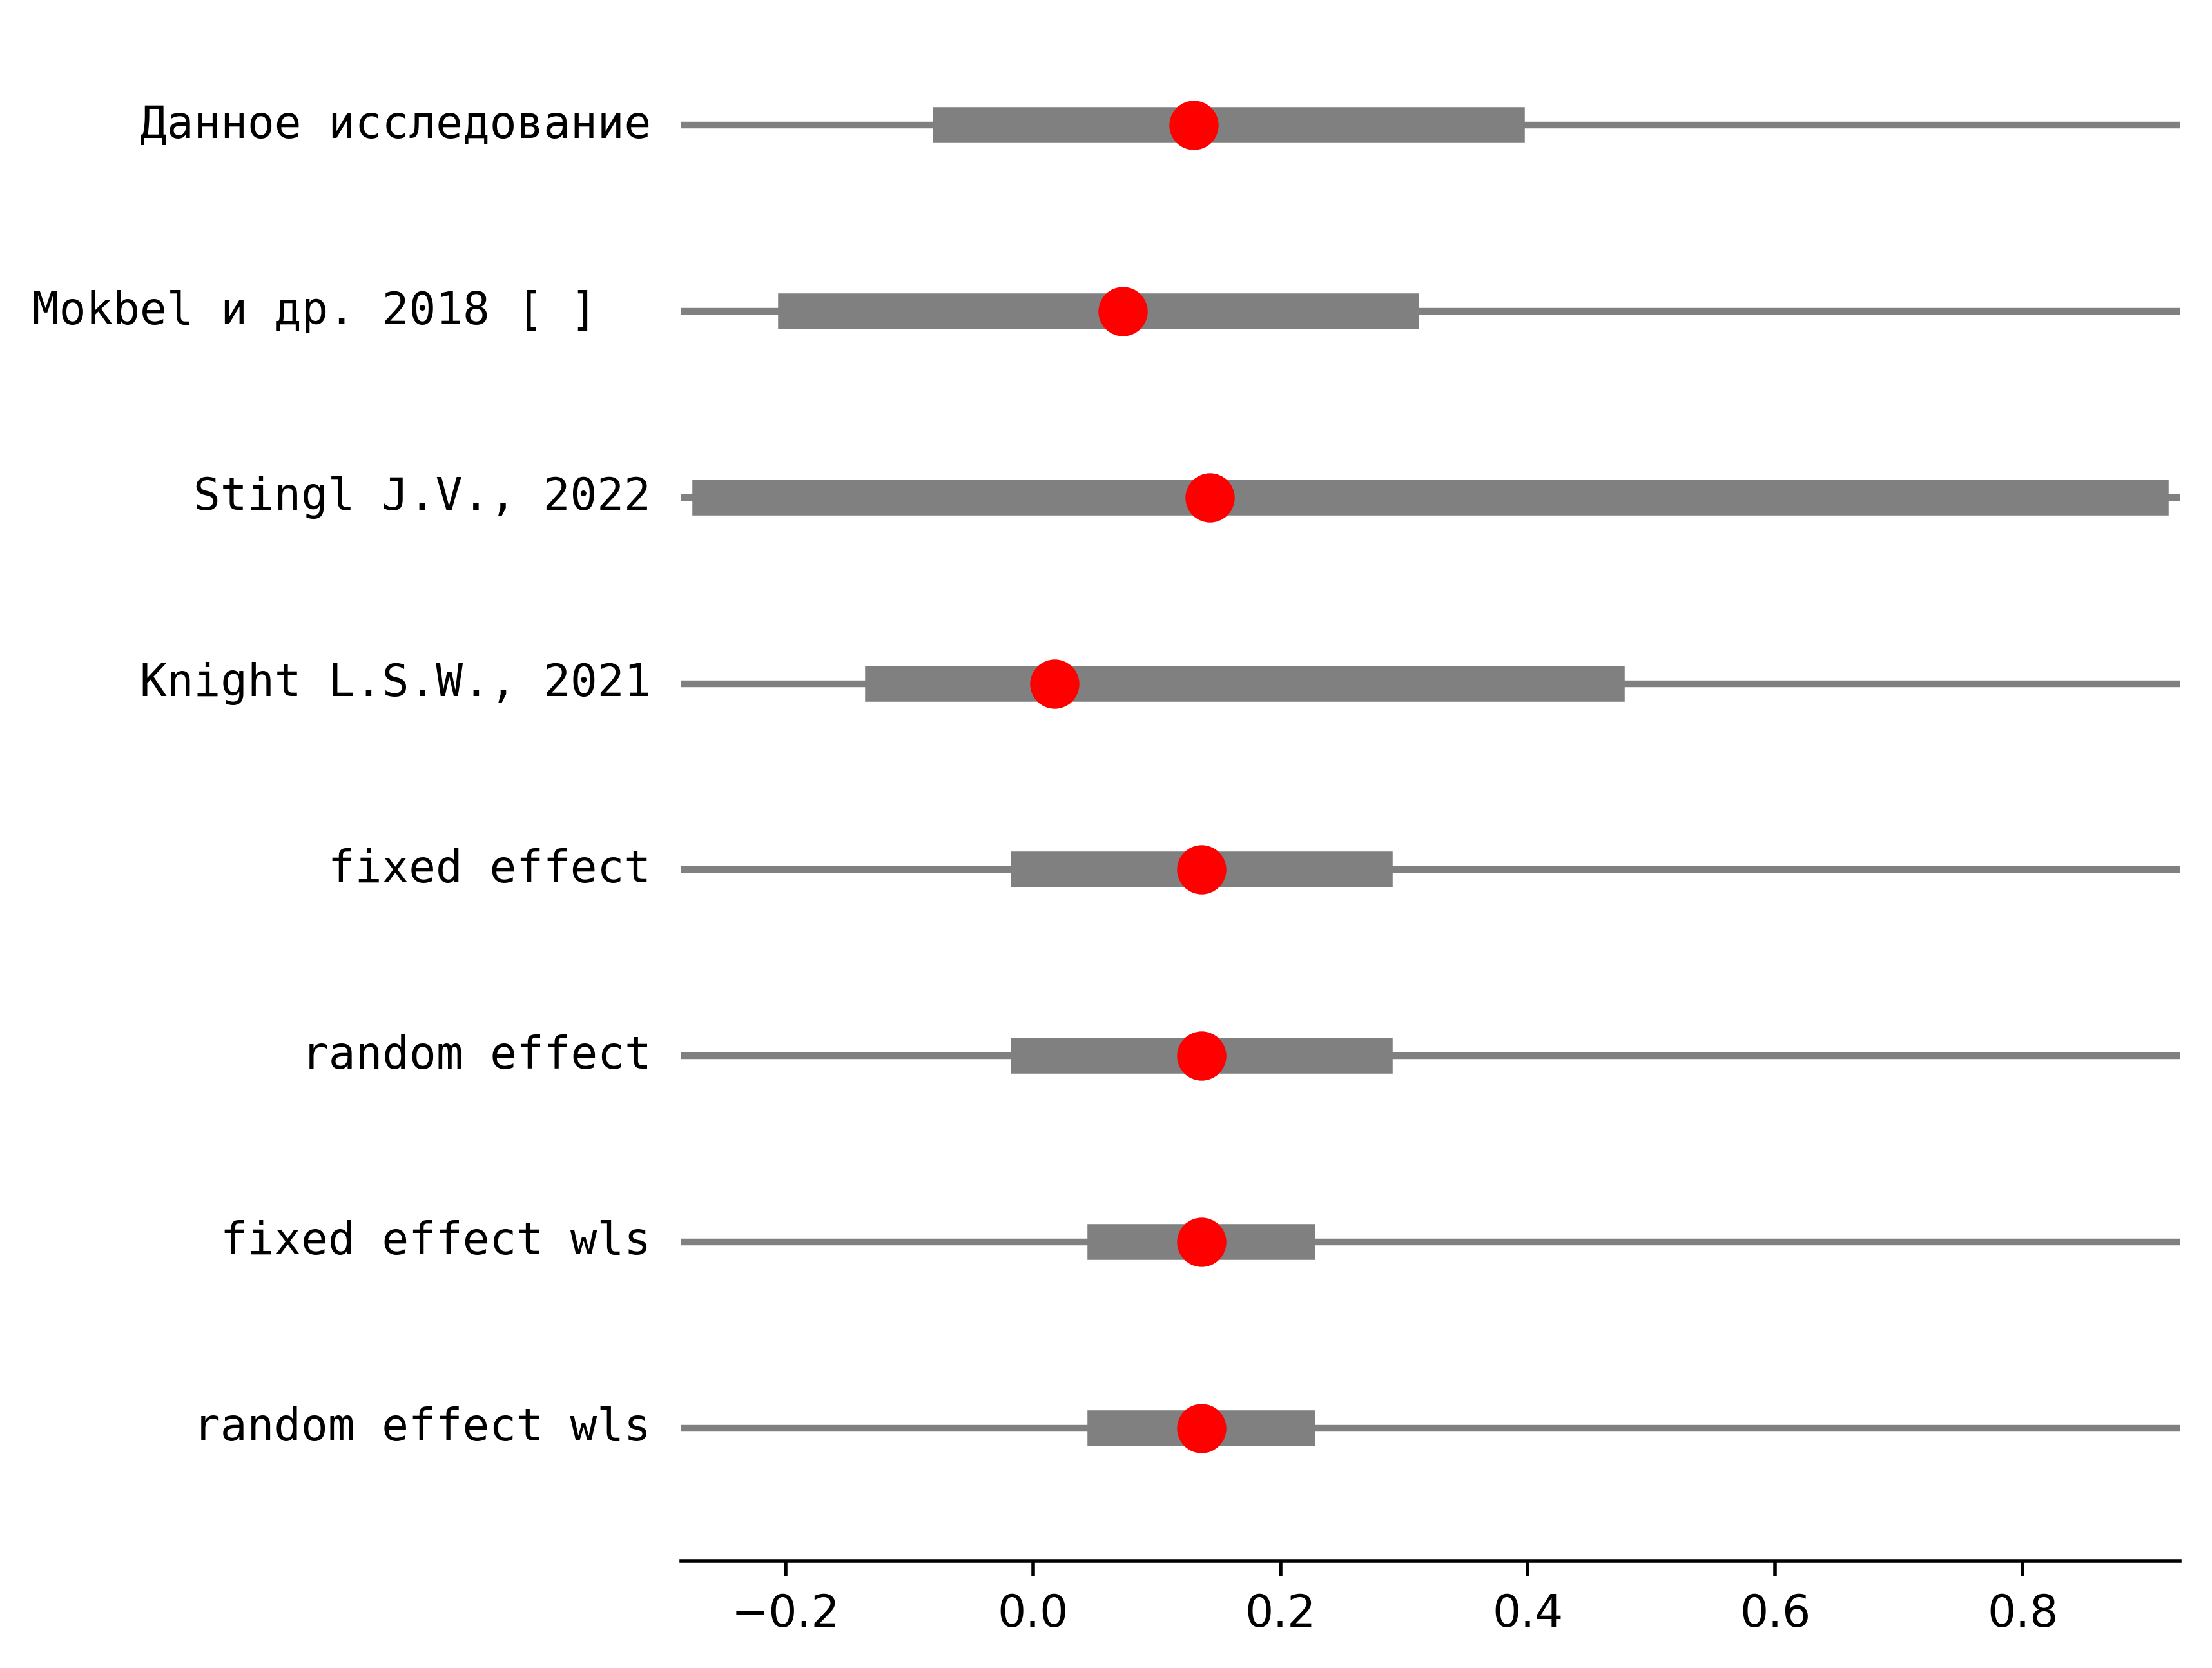 Данное исследование
Mokbel и др. 2018 [ ]
Stingl J.V., 2022
Knight L.S.W., 2021
fixed effect
random effect
fixed effect wls
random effect wls
−0.2 0.0 0.2 0.4 0.6 0.8